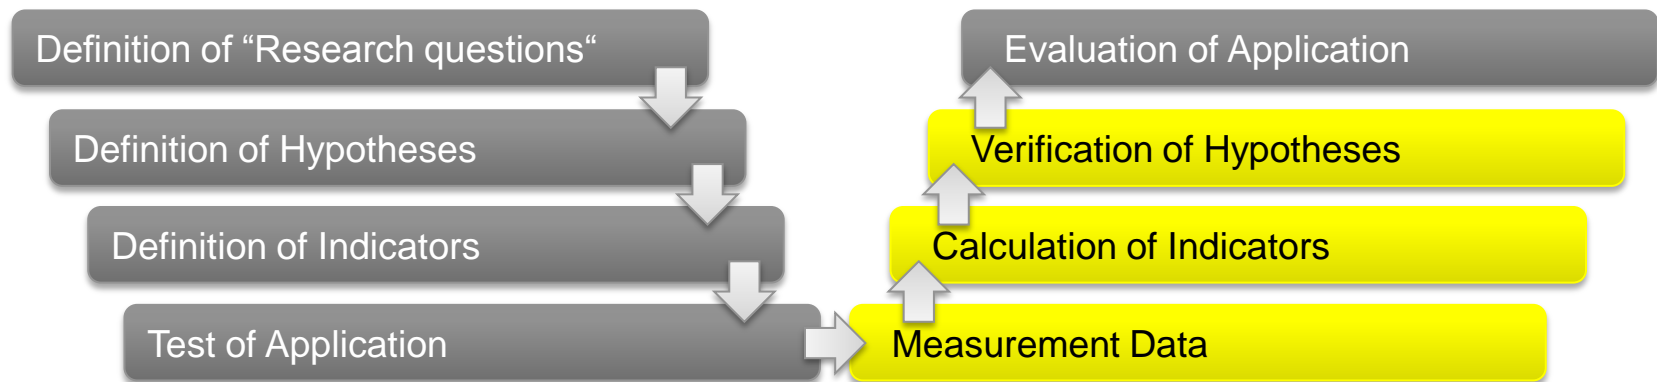 Definition of “Research questions“
Definition of Hypotheses
Definition of Indicators
Test of Application
Measurement Data
Calculation of Indicators
Verification of Hypotheses
Evaluation of Application